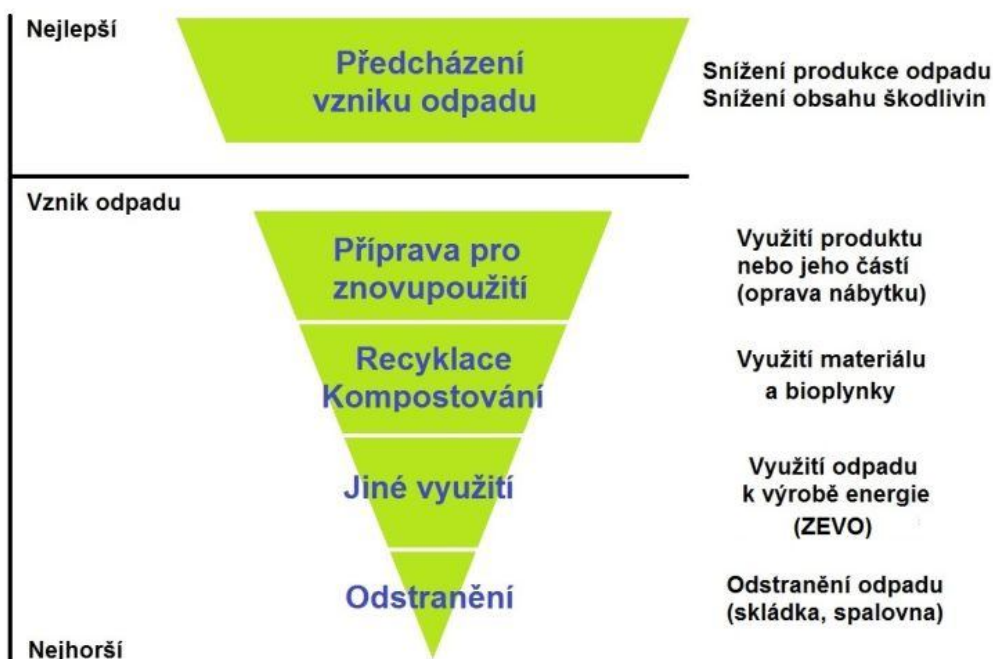 Nejlepší
Předcházení
vzniku odpadu
Snížení produkce odpadu
Snížení obsahu škodlivin
Vznik odpadu
Příprava pro
znovupoužití
Využití produktu
nebo jeho částí
(oprava nábytku)
Recyklace
Kompostování
Využití materiálu
a bioplynky
Jiné využití
Využití odpadu
k výrobě energie
(ZEVO)
Odstranění
Odstranění odpadu
(skládka, spalovna)
Nejhorší